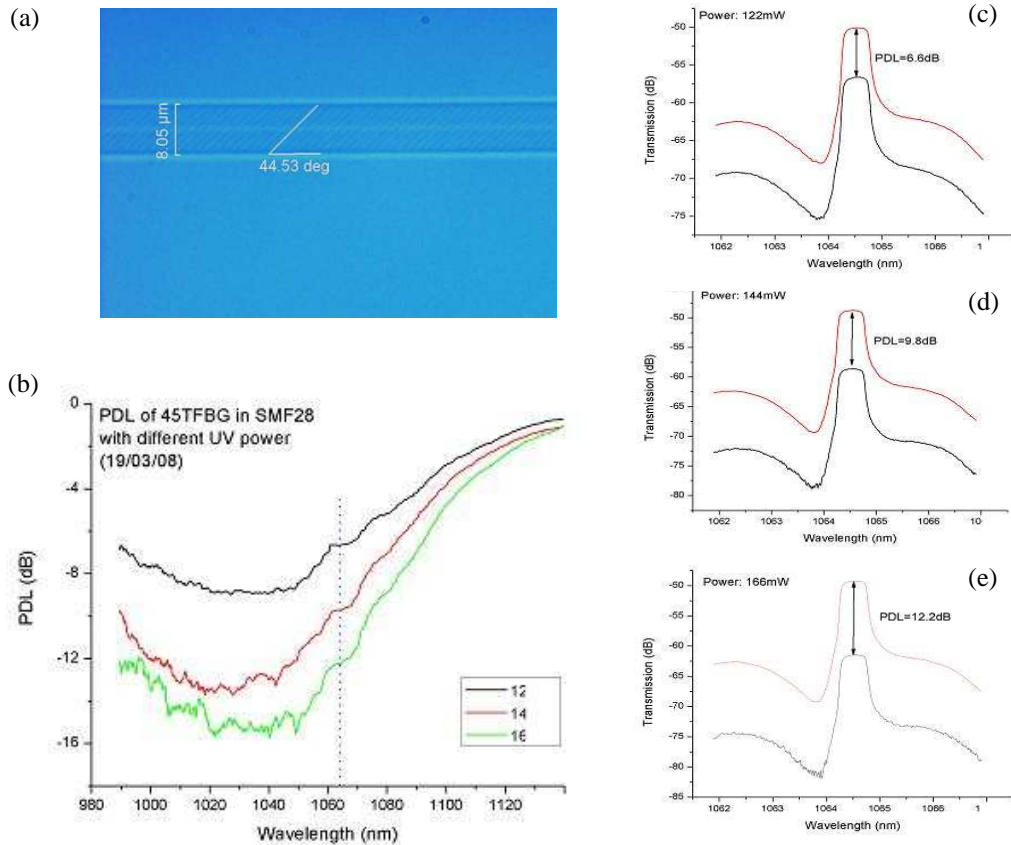 (a)
8.05 μm
44.53 deg
(b)
PDL of 45TFBG in SMF28
with different UV power
(19/03/08)
0
-4
-8
-12
-16
PDL (dB)
12
14
16
980 1000 1020 1040 1060 1080 1100 1120
Wavelength (nm)
(c)
Power: 122mW
PDL=6.6dB
-50
-55
-60
-65
-70
-75
Transmission (dB)
1062 1063 1064 1065 1066 1
Wavelength (nm)
(d)
Power: 144mW
PDL=9.8dB
-50
-55
-60
-65
-70
-75
-80
Transmission (dB)
1062 1063 1064 1065 1066 10
Wavelength (nm)
(e)
Power: 166mW
PDL=12.2dB
-50
-55
-60
-65
-70
-75
-80
-85
Transmission (dB)
1062 1063 1064 1065 1066 1
Wavelength (nm)